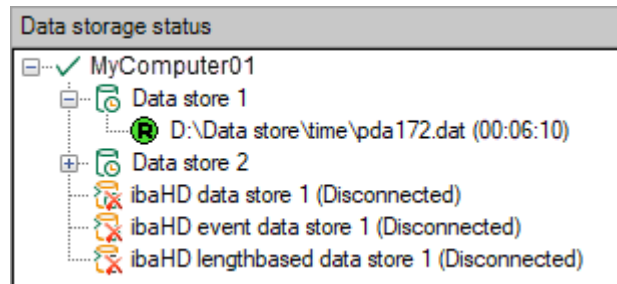 Data storage status
MyComputer01
Data store 1
R D:\Data store\time\pda172.dat (00:06:10)
Data store 2
ibaHD data store 1 (Disconnected)
ibaHD event data store 1 (Disconnected)
ibaHD lengthbased data store 1 (Disconnected)